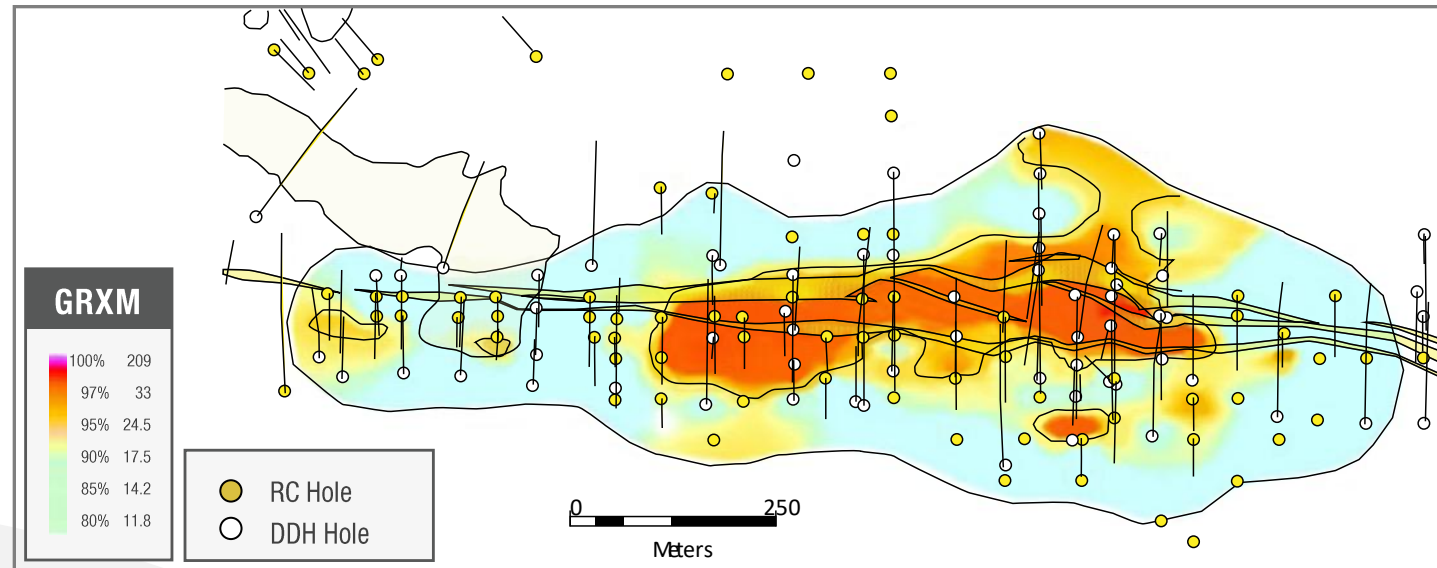 GRXM
100% 209
97% 33
95% 24.5
90% 17.5
85% 14.2
80% 11.8
RC Hole
DDH Hole
0 250
Meters